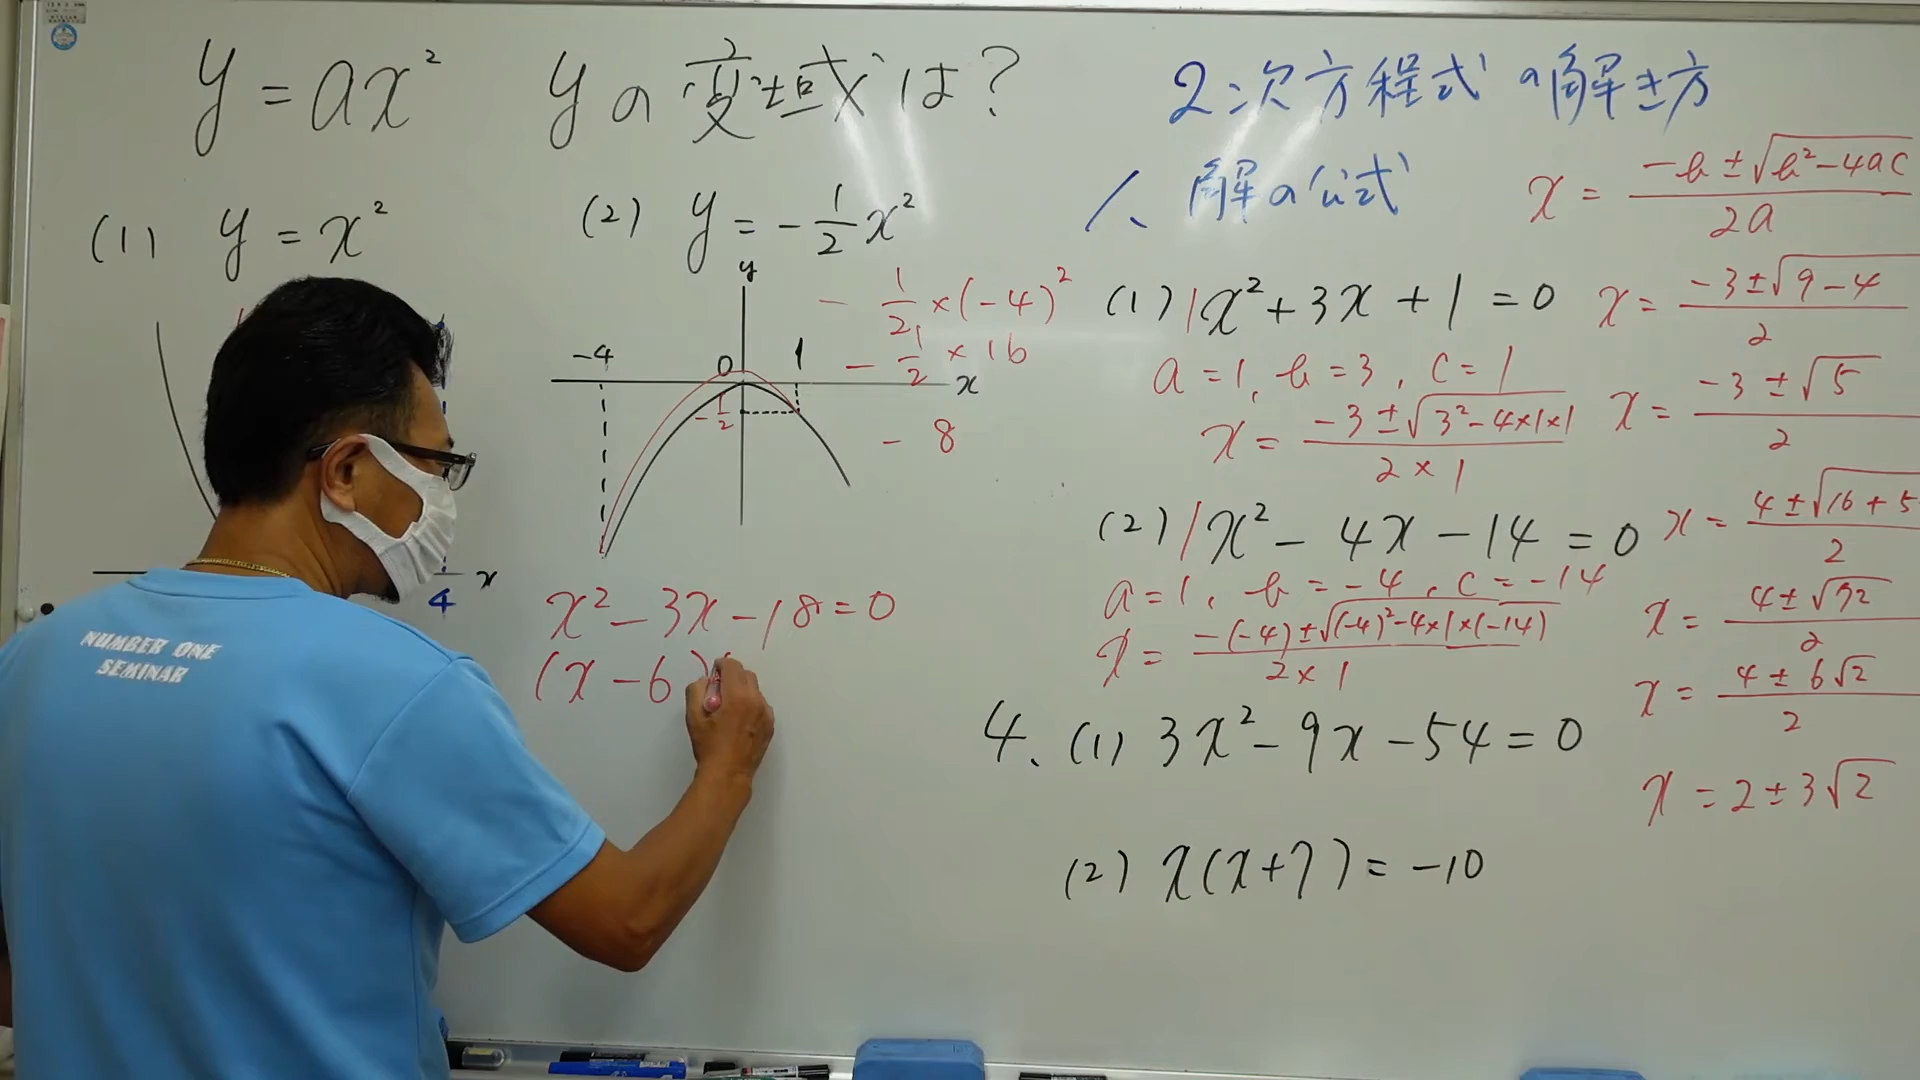 y = ax² yの変域は?
(1) y = x²
x
4
(2) y = -1/2 x²
y
-4 0 1 x
-1/2
- 1/2 × (-4)²
- 1/2 × 16
- 8
x² - 3x - 18 = 0
(x - 6)(
NUMBER ONE
SEMINAR
2次方程式の解き方
1、解の公式 x = (-b ± √(b² - 4ac)) / 2a
(1) 1x² + 3x + 1 = 0
a = 1, b = 3, c = 1
x = (-3 ± √(3² - 4×1×1)) / (2 × 1)
x = (-3 ± √(9 - 4)) / 2
x = (-3 ± √5) / 2
(2) 1x² - 4x - 14 = 0
a = 1, b = -4, c = -14
x = (-(-4) ± √((-4)² - 4×1×(-14))) / (2 × 1)
x = (4 ± √(16 + 5 / 2
x = (4 ± √72) / 2
x = (4 ± 6√2) / 2
x = 2 ± 3√2
4、(1) 3x² - 9x - 54 = 0
(2) x(x + 7) = -10